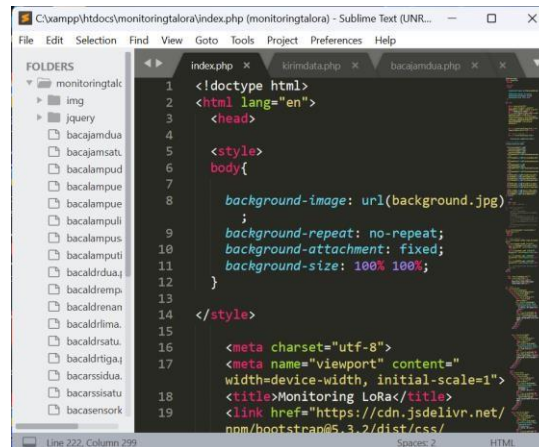 C:\xampp\htdocs\monitoringtalora\index.php (monitoringtalora) - Sublime Text (UNR...
File Edit Selection Find View Goto Tools Project Preferences Help
FOLDERS
monitoringtalc
img
jquery
bacajamdua
bacajamsatu.
bacalampud
bacalampue
bacalampue
bacalampuli
bacalampus
bacalamputi
bacaldrdua.p
bacaldremp
bacaldrenan
bacaldrlima.
bacaldrsatu.
bacaldrtiga.p
bacarssidua.
bacarssisatu
bacasensork
index.php × kirimdata.php × bacajamdua.php ×
1 <!doctype html>
2 <html lang="en">
3 <head>
4
5 <style>
6 body{
7
8 background-image: url(background.jpg)
;
9 background-repeat: no-repeat;
10 background-attachment: fixed;
11 background-size: 100% 100%;
12 }
13
14 </style>
15
16 <meta charset="utf-8">
17 <meta name="viewport" content="
width=device-width, initial-scale=1">
18 <title>Monitoring LoRa</title>
19 <link href="https://cdn.jsdelivr.net/
npm/bootstrap@5.3.2/dist/css/
Line 222, Column 299
Spaces: 2
HTML